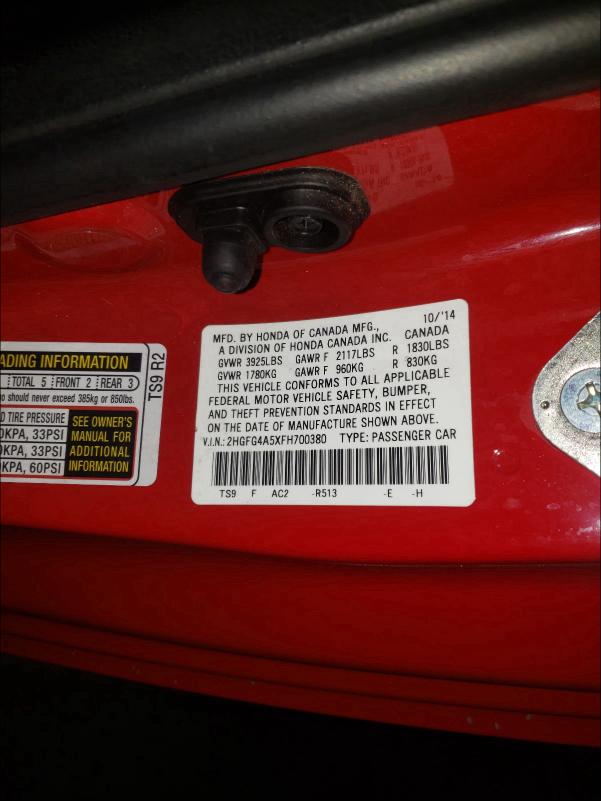 ADING INFORMATION
TOTAL 5 FRONT 2 REAR 3
o should never exceed 385kg or 850lbs.
D TIRE PRESSURE
0KPA, 33PSI
0KPA, 33PSI
KPA, 60PSI
SEE OWNER'S
MANUAL FOR
ADDITIONAL
INFORMATION
TS9 R2
10/'14
MFD. BY HONDA OF CANADA MFG.,
A DIVISION OF HONDA CANADA INC. CANADA
GVWR 3925LBS GAWR F 2117LBS R 1830LBS
GVWR 1780KG GAWR F 960KG R 830KG
THIS VEHICLE CONFORMS TO ALL APPLICABLE
FEDERAL MOTOR VEHICLE SAFETY, BUMPER,
AND THEFT PREVENTION STANDARDS IN EFFECT
ON THE DATE OF MANUFACTURE SHOWN ABOVE.
V.I.N.: 2HGFG4A5XFH700380 TYPE: PASSENGER CAR
TS9 F AC2 -R513 -E -H